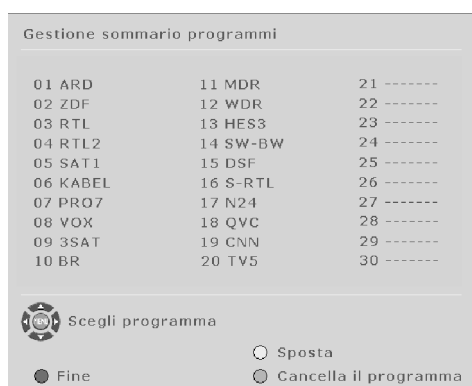 Gestione sommario programmi
01 ARD 11 MDR 21 -------
02 ZDF 12 WDR 22 -------
03 RTL 13 HES3 23 -------
04 RTL2 14 SW-BW 24 -------
05 SAT1 15 DSF 25 -------
06 KABEL 16 S-RTL 26 -------
07 PRO7 17 N24 27 -------
08 VOX 18 QVC 28 -------
09 3SAT 19 CNN 29 -------
10 BR 20 TV5 30 -------
MENU Scegli programma
Sposta
Fine Cancella il programma